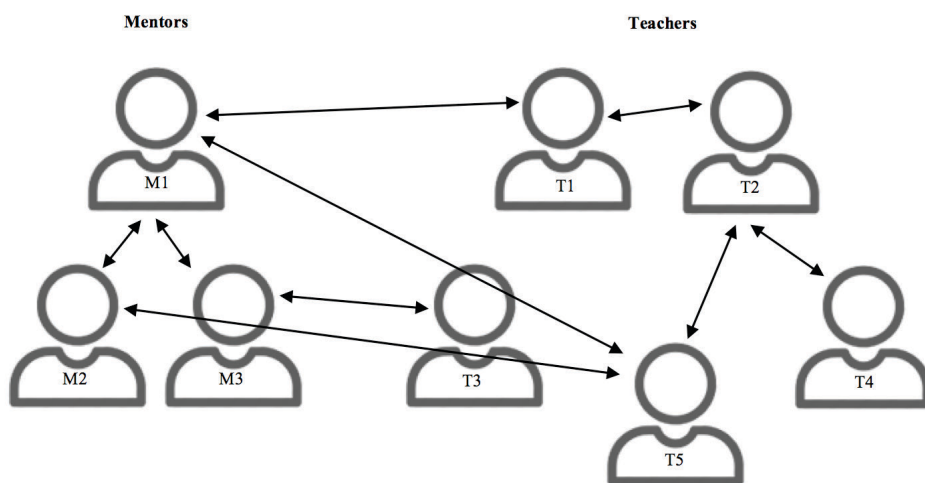 Mentors
Teachers
M1
T1
T2
M2
M3
T3
T4
T5